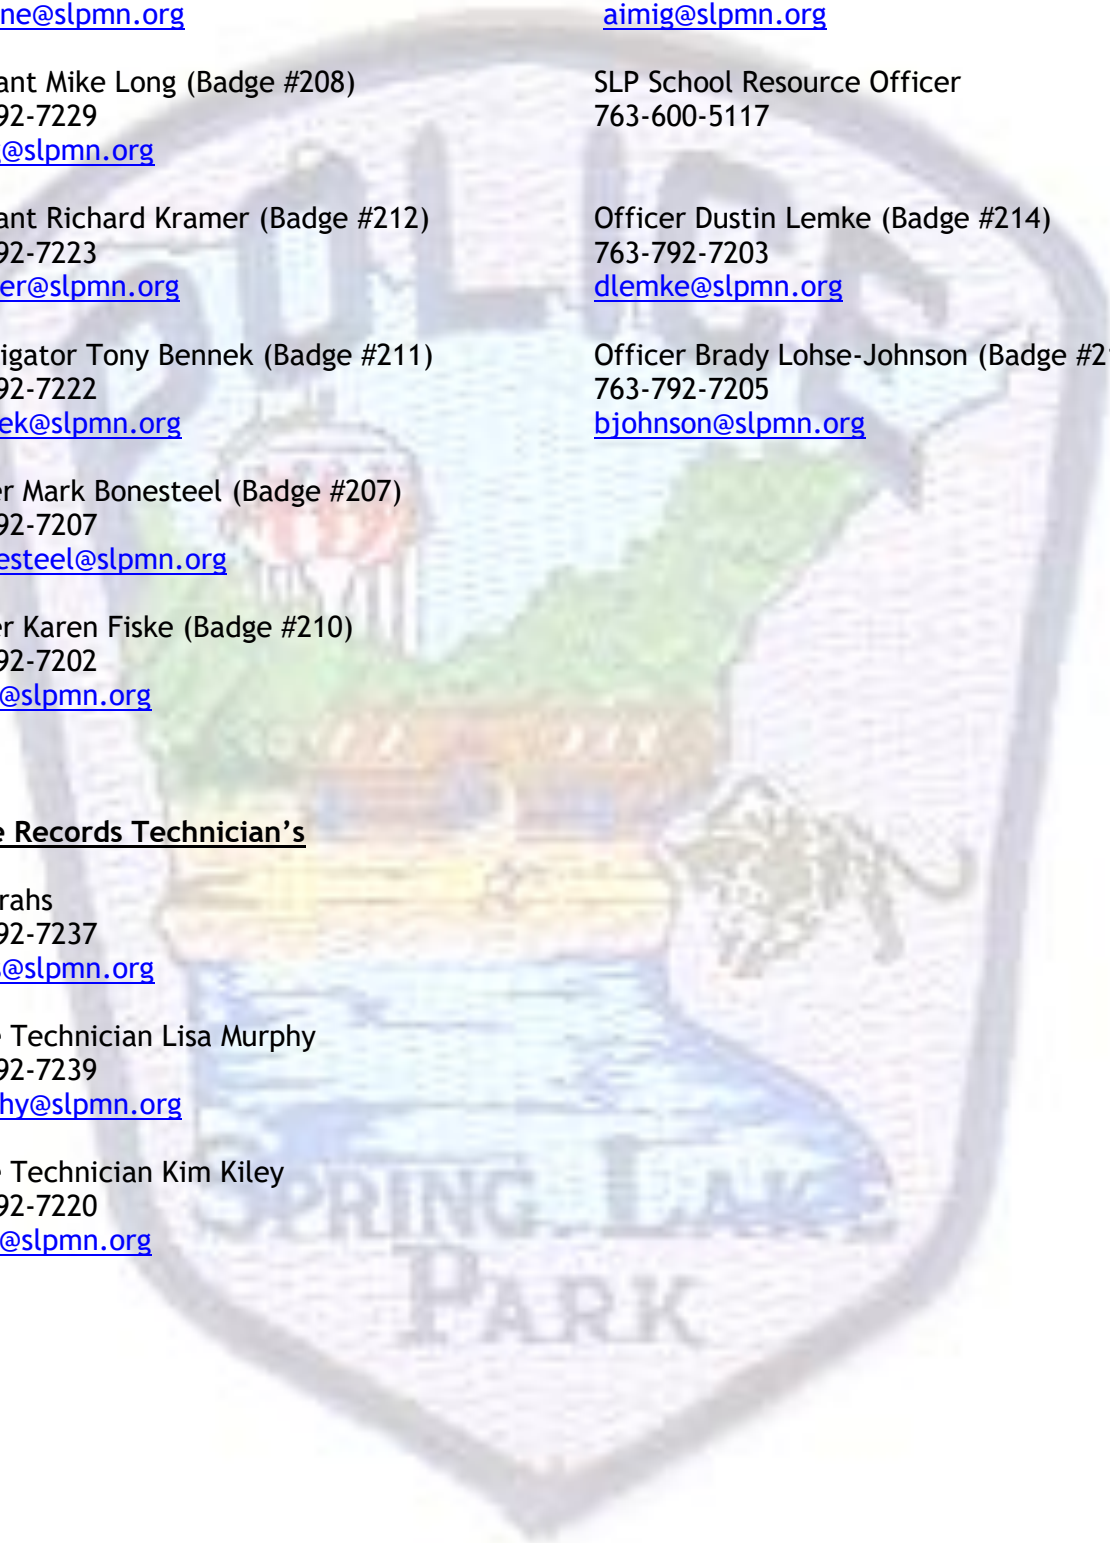 ne@slpmn.org
ant Mike Long (Badge #208)
92-7229
@slpmn.org
ant Richard Kramer (Badge #212)
92-7223
er@slpmn.org
igator Tony Bennek (Badge #211)
92-7222
ek@slpmn.org
er Mark Bonesteel (Badge #207)
92-7207
esteel@slpmn.org
er Karen Fiske (Badge #210)
92-7202
@slpmn.org
e Records Technician’s
rahs
92-7237
@slpmn.org
e Technician Lisa Murphy
92-7239
hy@slpmn.org
e Technician Kim Kiley
92-7220
@slpmn.org
aimig@slpmn.org
SLP School Resource Officer
763-600-5117
Officer Dustin Lemke (Badge #214)
763-792-7203
dlemke@slpmn.org
Officer Brady Lohse-Johnson (Badge #2
763-792-7205
bjohnson@slpmn.org
POLICE
SPRING LAKE
PARK